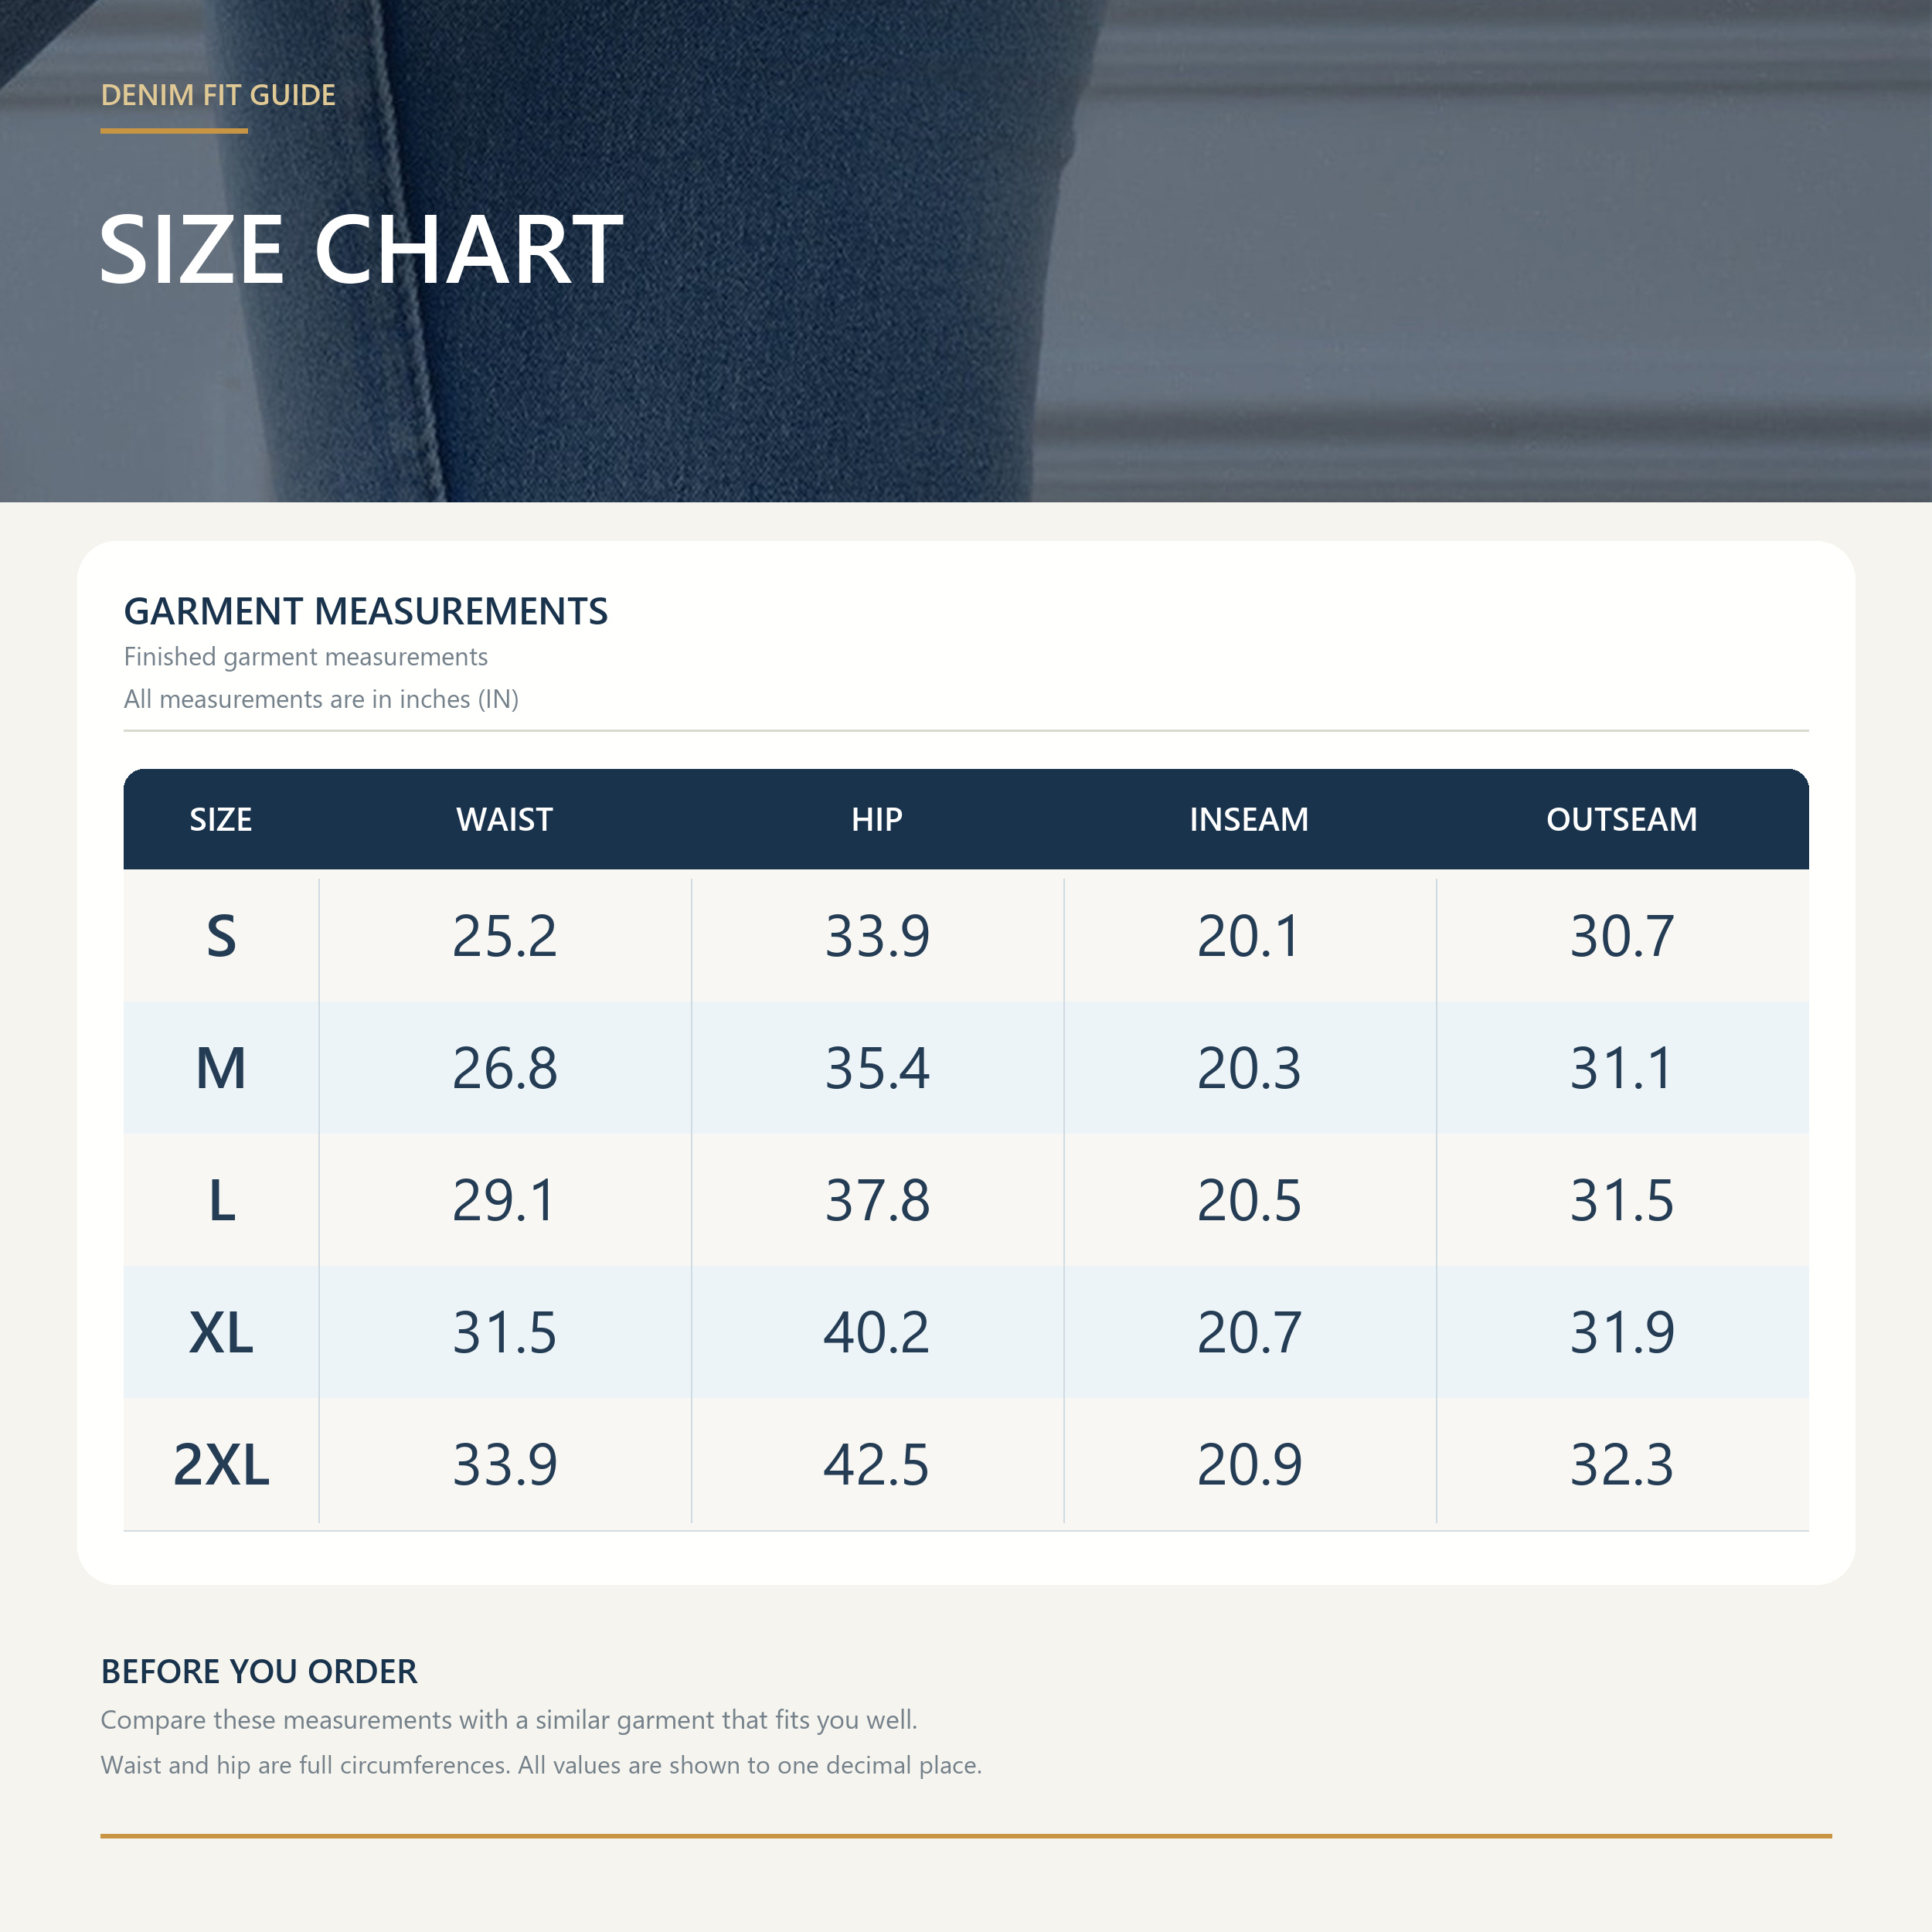 DENIM FIT GUIDE
SIZE CHART
GARMENT MEASUREMENTS
Finished garment measurements
All measurements are in inches (IN)
SIZE WAIST HIP INSEAM OUTSEAM
S 25.2 33.9 20.1 30.7
M 26.8 35.4 20.3 31.1
L 29.1 37.8 20.5 31.5
XL 31.5 40.2 20.7 31.9
2XL 33.9 42.5 20.9 32.3
BEFORE YOU ORDER
Compare these measurements with a similar garment that fits you well.
Waist and hip are full circumferences. All values are shown to one decimal place.